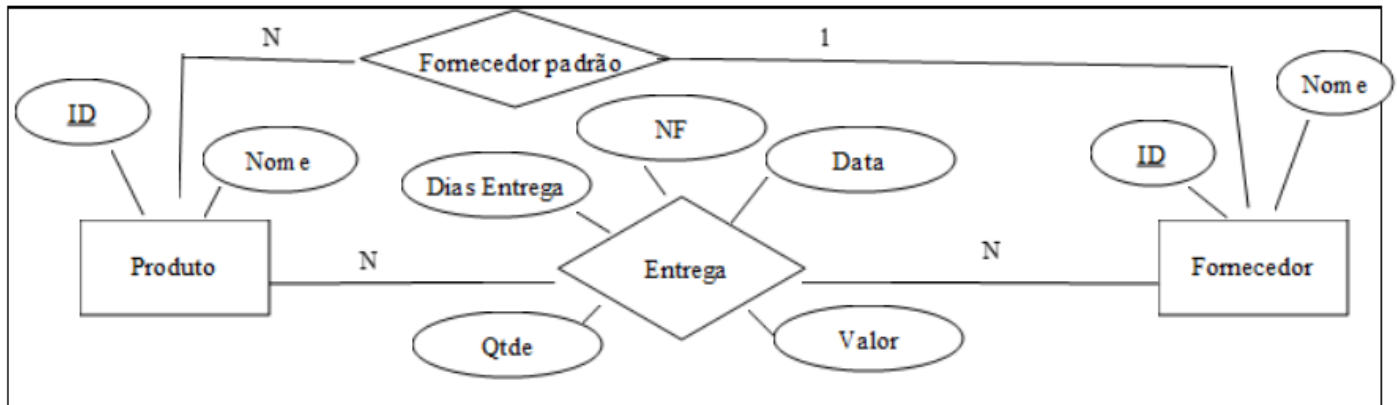 N
Fornecedor padrão
1
ID
Nome
NF
Data
ID
Nome
Dias Entrega
Produto
N
Entrega
N
Fornecedor
Qtde
Valor